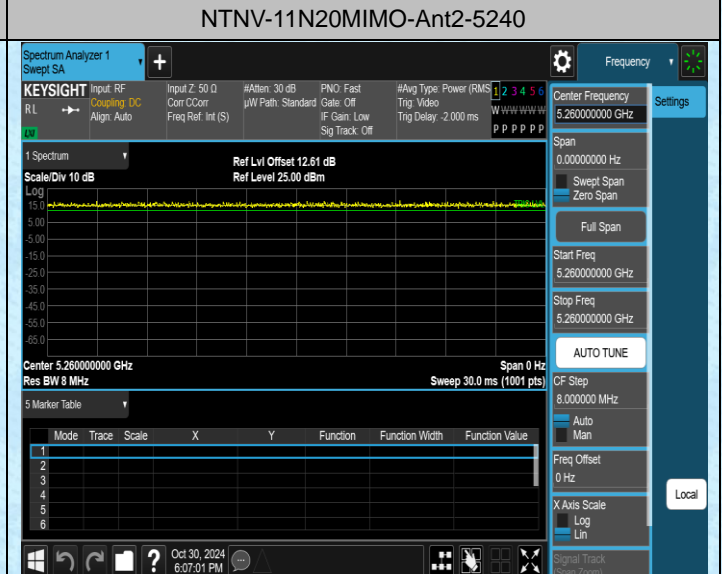 NTNV-11N20MIMO-Ant2-5240
Spectrum Analyzer 1
Swept SA
+
Frequency
KEYSIGHT
RL
LXI
Input: RF
Coupling: DC
Align: Auto
Input Z: 50 Ω
Corr CCorr
Freq Ref: Int (S)
#Atten: 30 dB
µW Path: Standard
PNO: Fast
Gate: Off
IF Gain: Low
Sig Track: Off
#Avg Type: Power (RMS
Trig: Video
Trig Delay: -2.000 ms
1 2 3 4 5 6
W W W W W W
P P P P P P
Center Frequency
5.260000000 GHz
Settings
Span
0.00000000 Hz
Swept Span
Zero Span
Full Span
Start Freq
5.260000000 GHz
Stop Freq
5.260000000 GHz
AUTO TUNE
CF Step
8.000000 MHz
Auto
Man
Freq Offset
0 Hz
X Axis Scale
Log
Lin
Signal Track
(Span Zoom)
Local
1 Spectrum
Scale/Div 10 dB
Ref Lvl Offset 12.61 dB
Ref Level 25.00 dBm
Log
15.0
5.00
-5.00
-15.0
-25.0
-35.0
-45.0
-55.0
-65.0
Center 5.260000000 GHz
Span 0 Hz
Res BW 8 MHz
Sweep 30.0 ms (1001 pts)
5 Marker Table
Mode Trace Scale X Y Function Function Width Function Value
1
2
3
4
5
6
?
Oct 30, 2024
6:07:01 PM